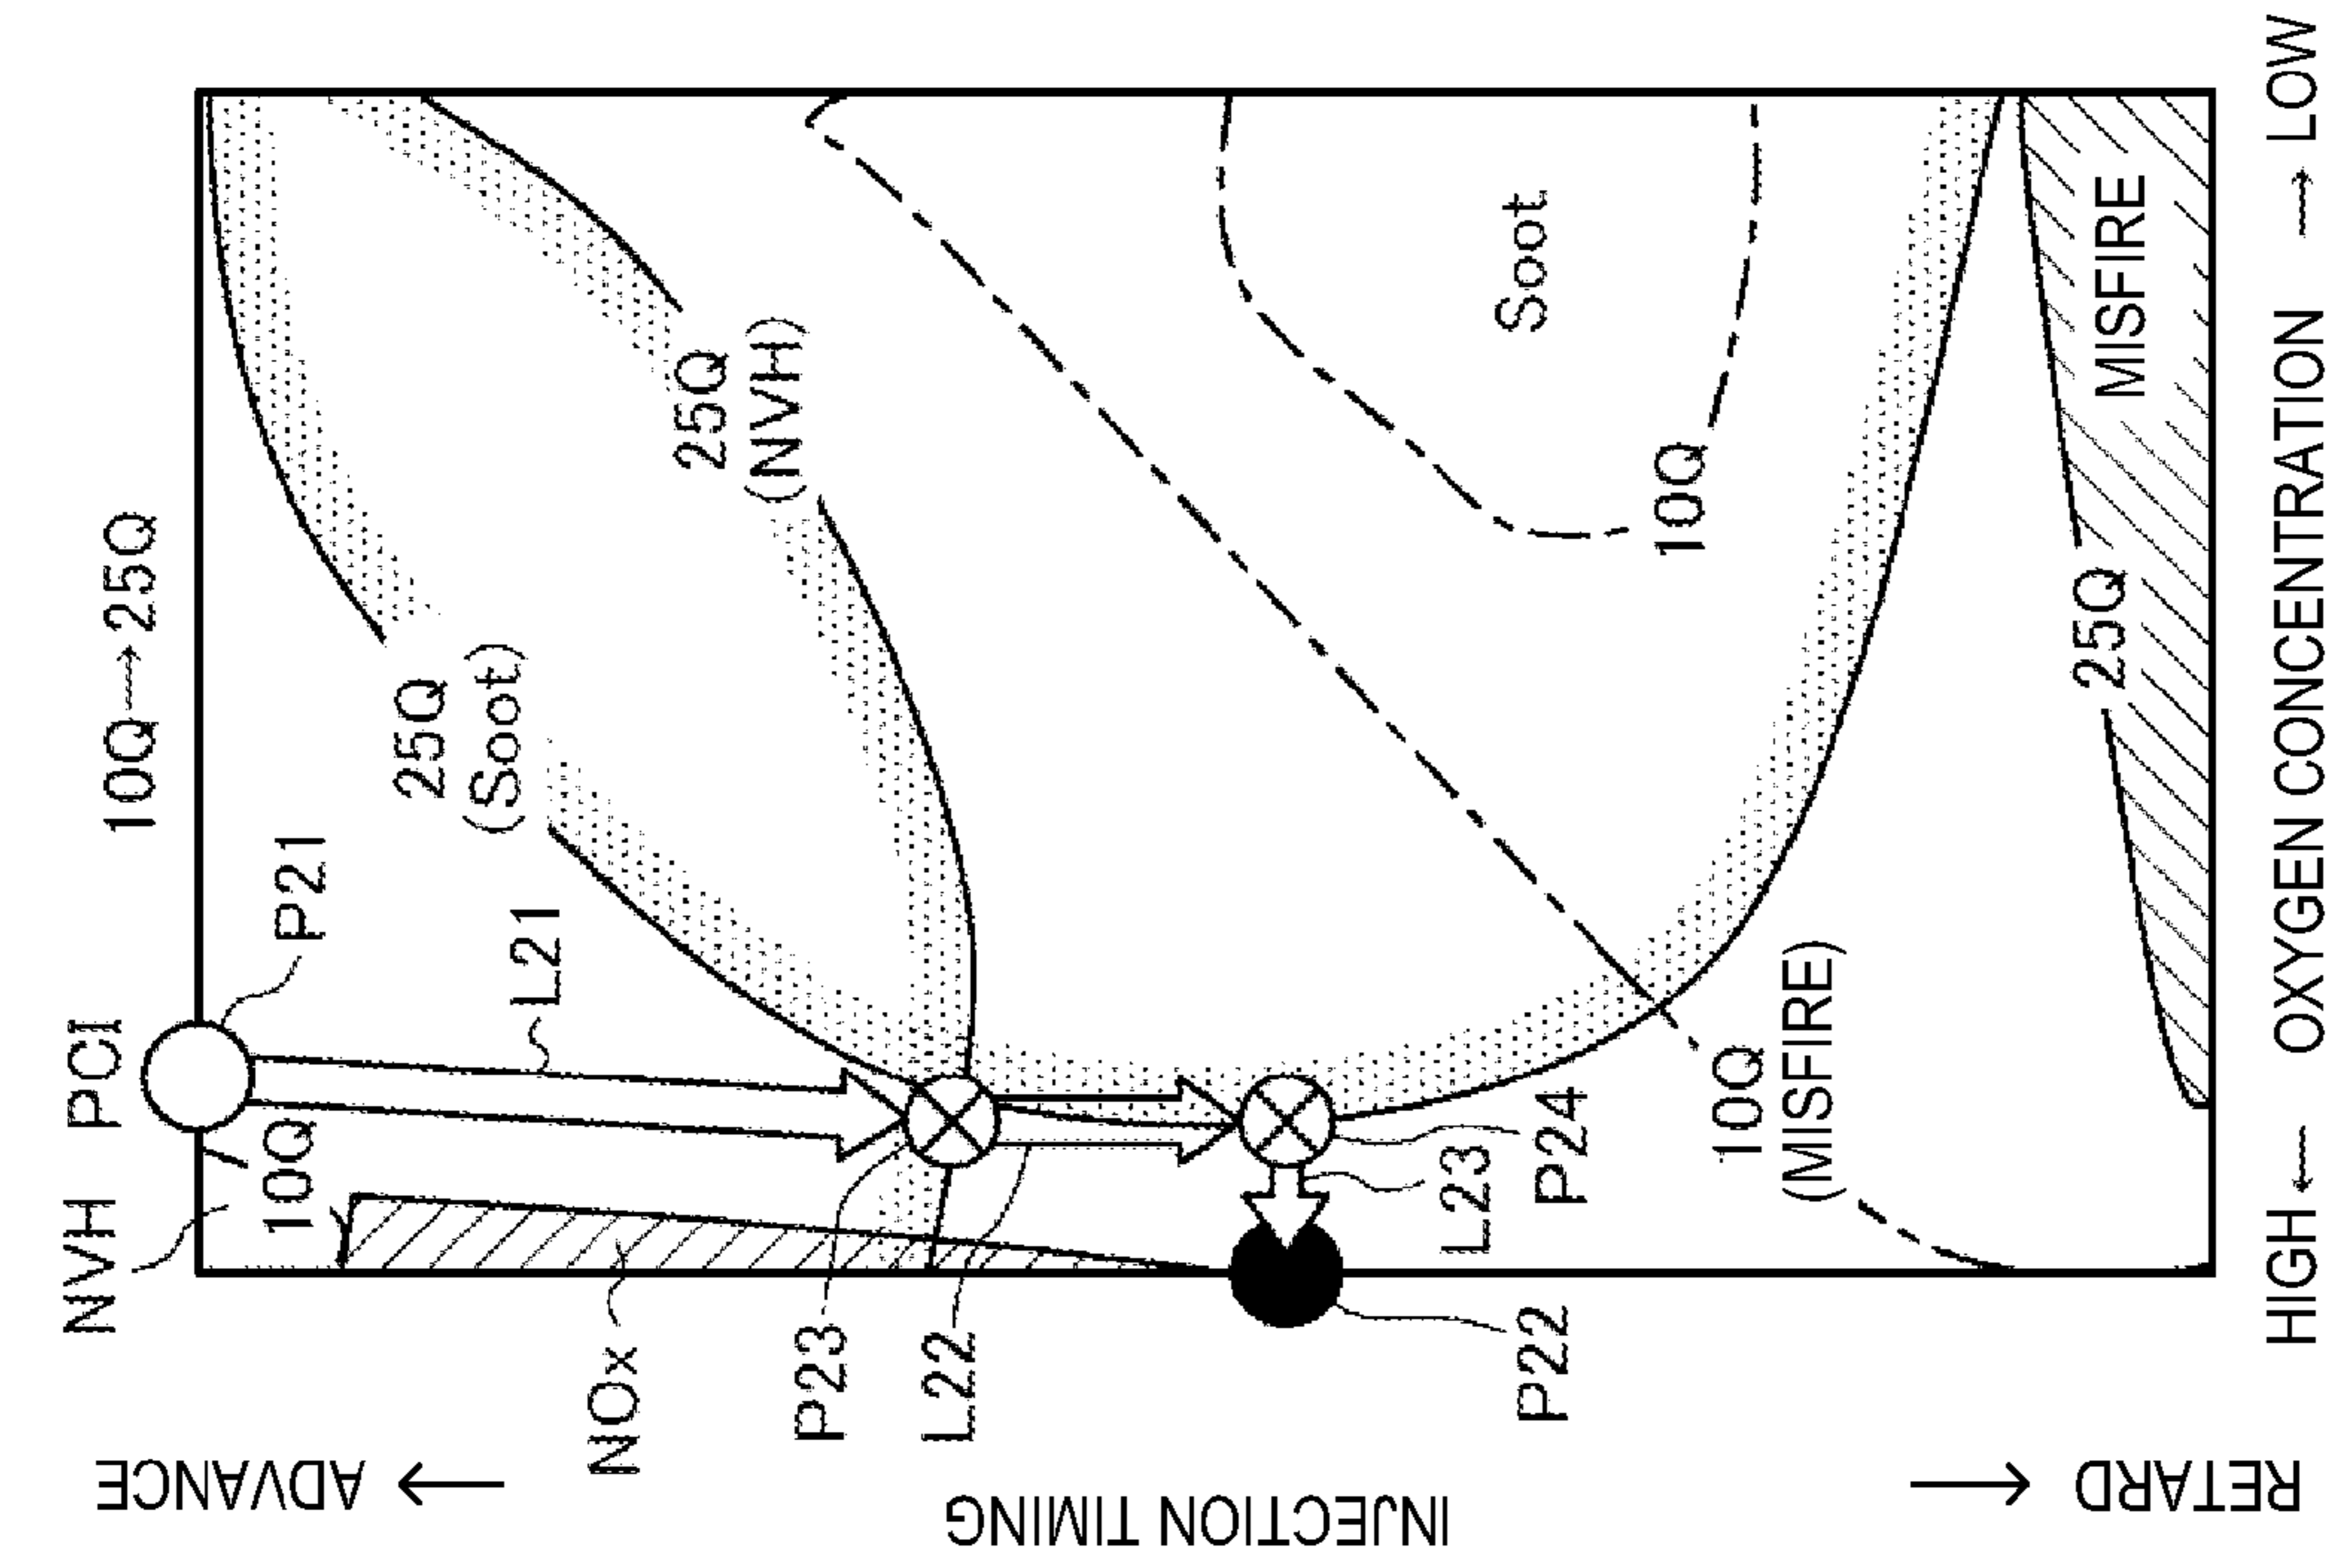 10Q→25Q
NVH PCI
P21
10Q
L21
NOx
25Q
(Soot)
25Q
(NVH)
P23
L22
L23
P24
P22
Soot
10Q
10Q
(MISFIRE)
25Q
MISFIRE
HIGH ← OXYGEN CONCENTRATION → LOW
ADVANCE ←
INJECTION TIMING
→ RETARD